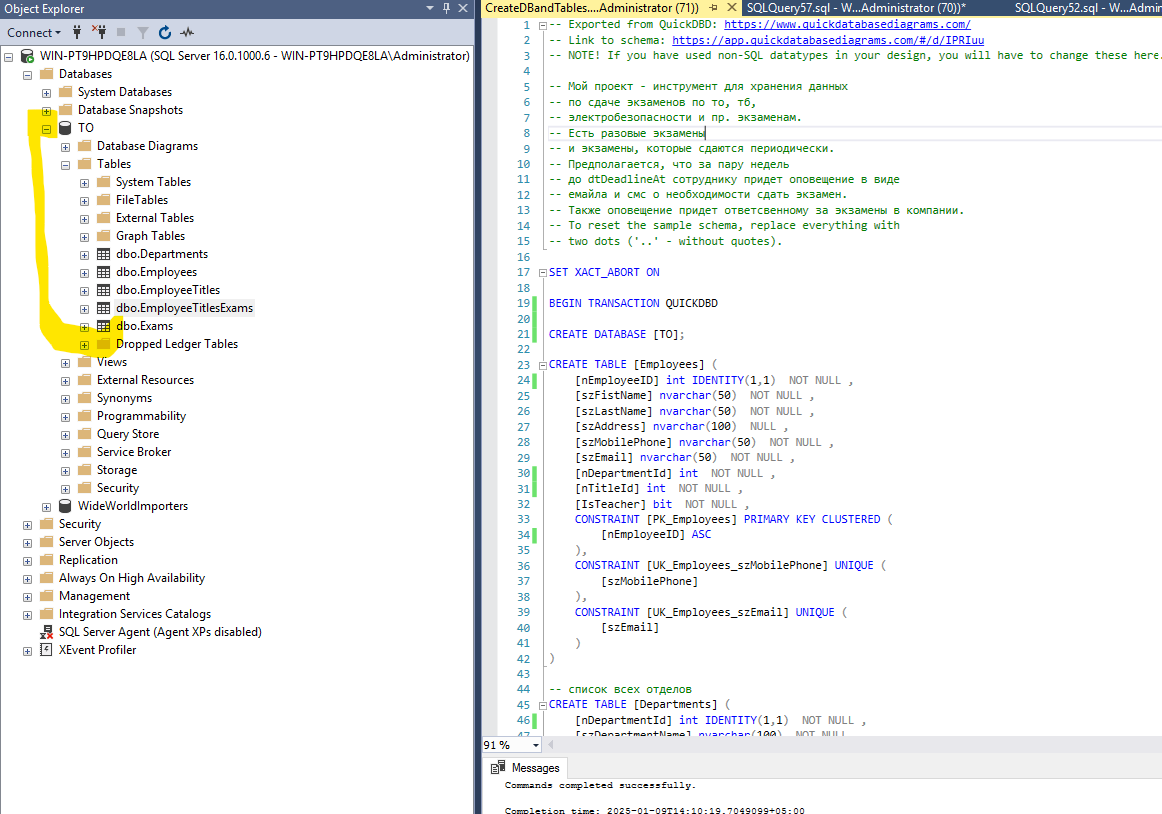 Object Explorer
Connect
WIN-PT9HPDQE8LA (SQL Server 16.0.1000.6 - WIN-PT9HPDQE8LA\Administrator)
Databases
System Databases
Database Snapshots
TO
Database Diagrams
Tables
System Tables
FileTables
External Tables
Graph Tables
dbo.Departments
dbo.Employees
dbo.EmployeeTitles
dbo.EmployeeTitlesExams
dbo.Exams
Dropped Ledger Tables
Views
External Resources
Synonyms
Programmability
Query Store
Service Broker
Storage
Security
WideWorldImporters
Security
Server Objects
Replication
Always On High Availability
Management
Integration Services Catalogs
SQL Server Agent (Agent XPs disabled)
XEvent Profiler
CreateDBandTables....Administrator (71)) SQLQuery57.sql - W...Administrator (70))* SQLQuery52.sql - W...Admin
1 -- Exported from QuickDBD: https://www.quickdatabasediagrams.com/
2 -- Link to schema: https://app.quickdatabasediagrams.com/#/d/IPRIuu
3 -- NOTE! If you have used non-SQL datatypes in your design, you will have to change these here.
4
5 -- Мой проект - инструмент для хранения данных
6 -- по сдаче экзаменов по то, тб,
7 -- электробезопасности и пр. экзаменам.
8 -- Есть разовые экзамены
9 -- и экзамены, которые сдаются периодически.
10 -- Предполагается, что за пару недель
11 -- до dtDeadlineAt сотруднику придет оповещение в виде
12 -- емайла и смс о необходимости сдать экзамен.
13 -- Также оповещение придет ответсвенному за экзамены в компании.
14 -- To reset the sample schema, replace everything with
15 -- two dots ('..' - without quotes).
16
17 SET XACT_ABORT ON
18
19 BEGIN TRANSACTION QUICKDBD
20
21 CREATE DATABASE [TO];
22
23 CREATE TABLE [Employees] (
24 [nEmployeeID] int IDENTITY(1,1) NOT NULL ,
25 [szFistName] nvarchar(50) NOT NULL ,
26 [szLastName] nvarchar(50) NOT NULL ,
27 [szAddress] nvarchar(100) NULL ,
28 [szMobilePhone] nvarchar(50) NOT NULL ,
29 [szEmail] nvarchar(50) NOT NULL ,
30 [nDepartmentId] int NOT NULL ,
31 [nTitleId] int NOT NULL ,
32 [IsTeacher] bit NOT NULL ,
33 CONSTRAINT [PK_Employees] PRIMARY KEY CLUSTERED (
34 [nEmployeeID] ASC
35 ),
36 CONSTRAINT [UK_Employees_szMobilePhone] UNIQUE (
37 [szMobilePhone]
38 ),
39 CONSTRAINT [UK_Employees_szEmail] UNIQUE (
40 [szEmail]
41 )
42 )
43
44 -- список всех отделов
45 CREATE TABLE [Departments] (
46 [nDepartmentId] int IDENTITY(1,1) NOT NULL ,
47 [szDepartmentName] nvarchar(100) NOT NULL
91 %
Messages
Commands completed successfully.
Completion time: 2025-01-09T14:10:19.7049099+05:00